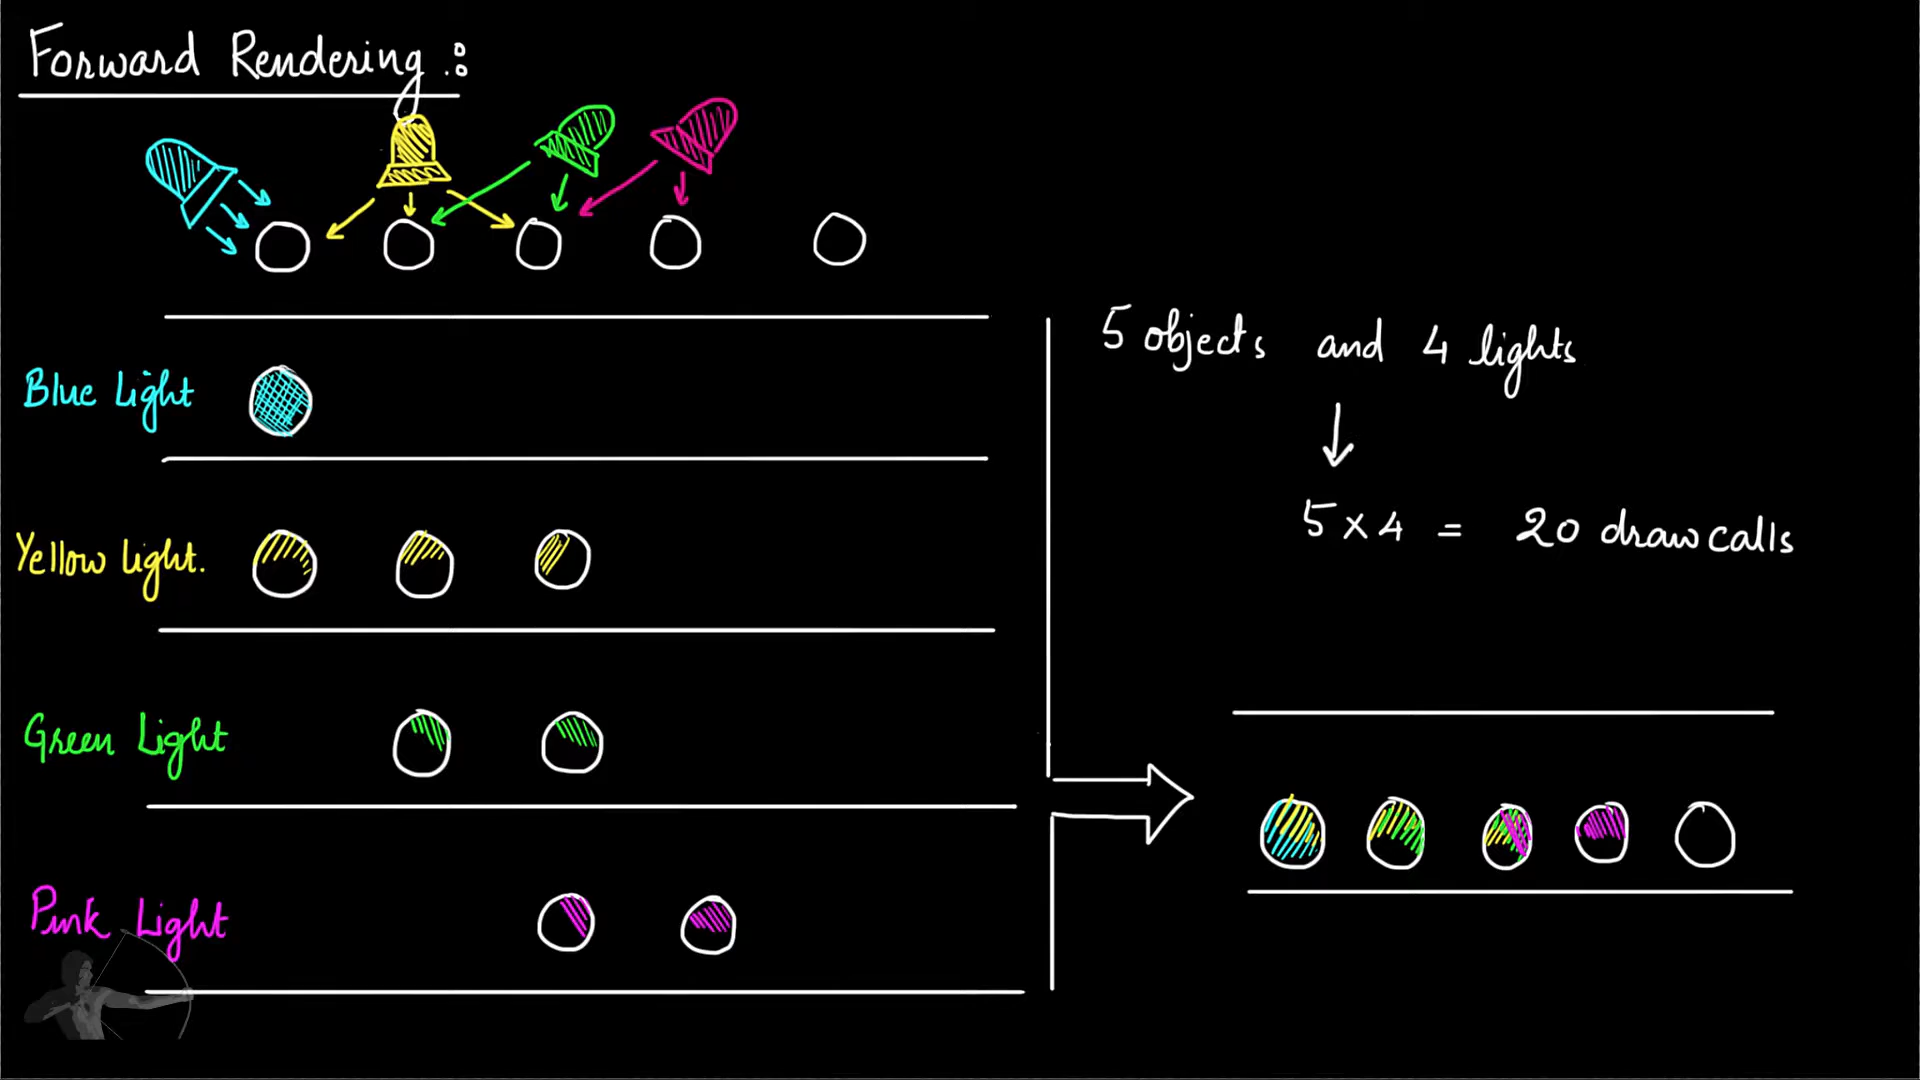 Forward Rendering :
5 objects and 4 lights
Blue Light
5 x 4 = 20 draw calls
Yellow light.
Green Light
Pink Light